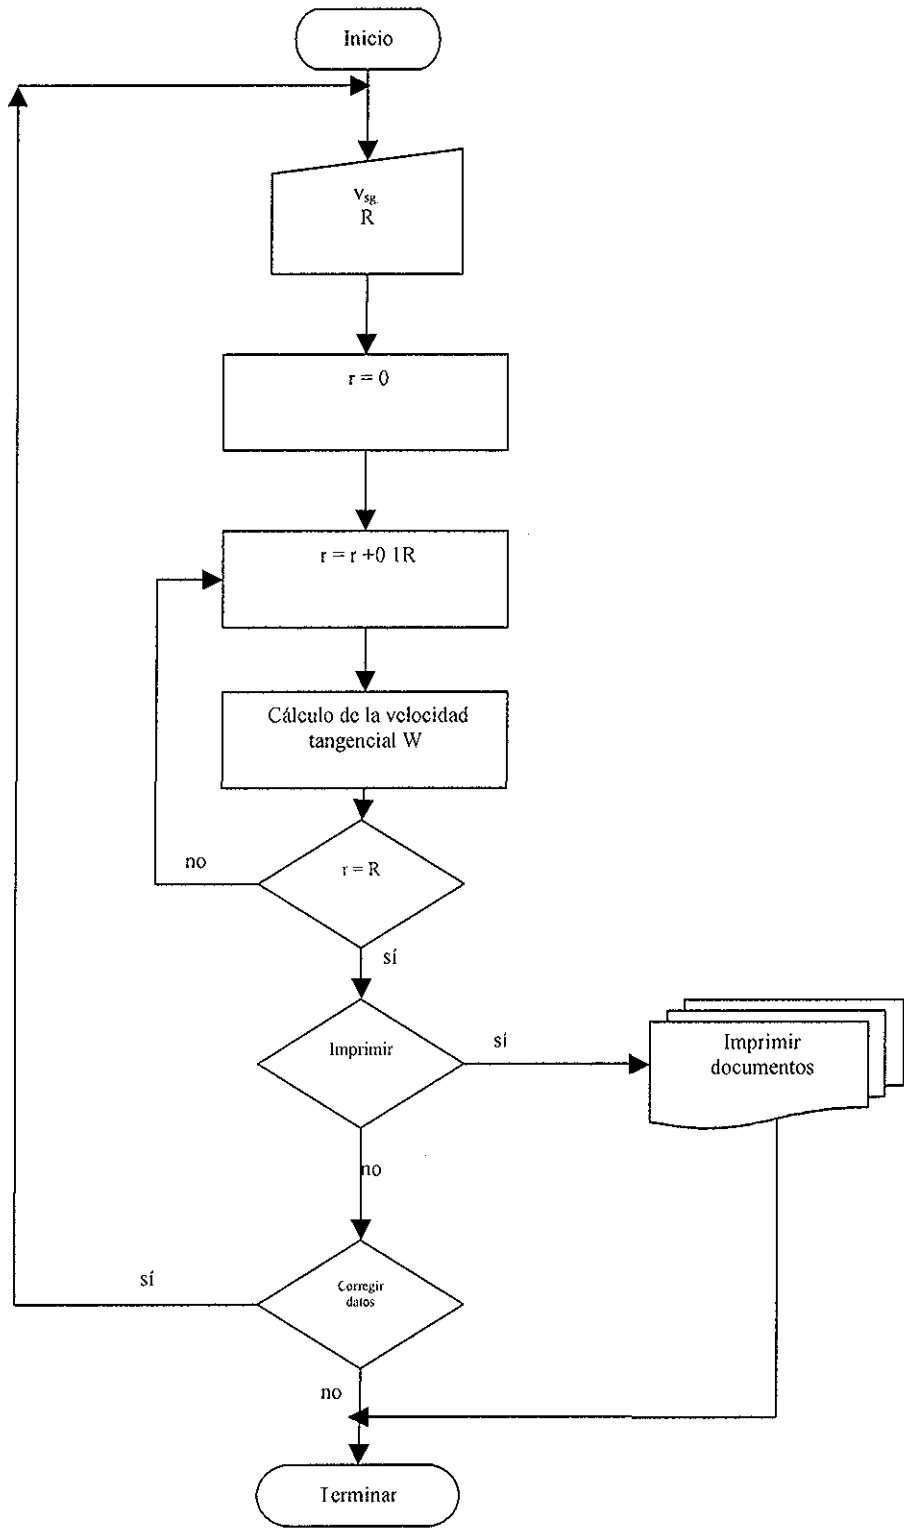 Inicio
v_sg.
R
r = 0
r = r +0 1R
Cálculo de la velocidad
tangencial W
no
r = R
sí
Imprimir
sí
Imprimir
documentos
no
sí
Corregir
datos
no
Terminar